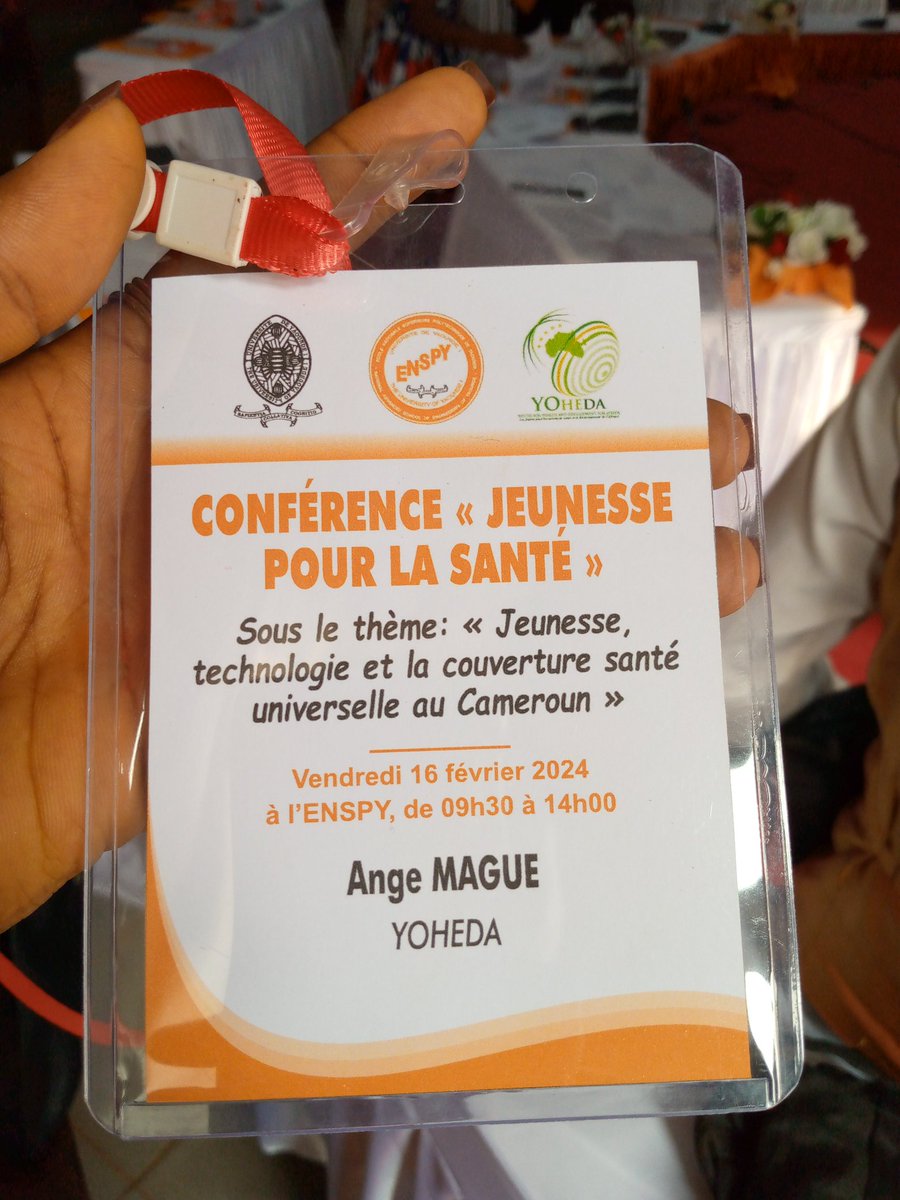 ENSPY
YOHEDA
CONFÉRENCE « JEUNESSE
POUR LA SANTÉ »
Sous le thème: « Jeunesse,
technologie et la couverture santé
universelle au Cameroun »
Vendredi 16 février 2024
à l'ENSPY, de 09h30 à 14h00
Ange MAGUE
YOHEDA